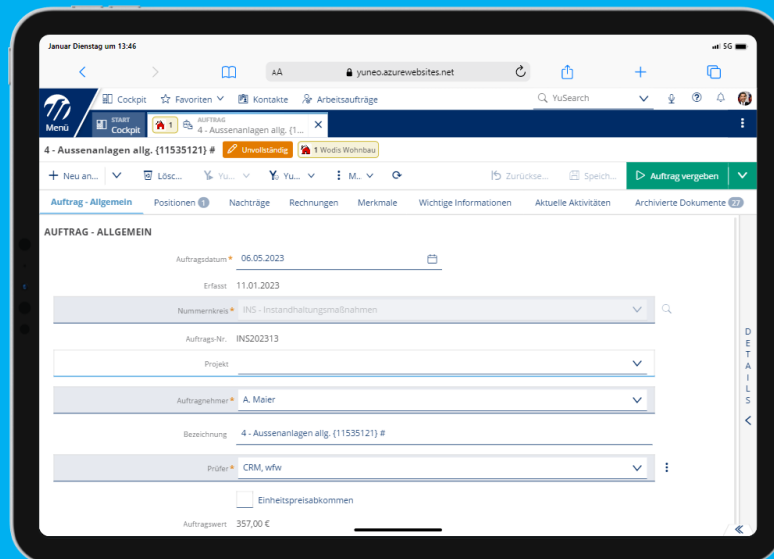 Januar Dienstag um 13:46 5G
AA yuneo.azurewebsites.net
Menü Cockpit Favoriten Kontakte Arbeitsaufträge YuSearch
START
Cockpit
1 AUFTRAG
4 - Aussenanlagen allg. {1...
4 - Aussenanlagen allg. {11535121} # Unvollständig 1 Wodis Wohnbau
Neu an... Lösc... Yu... Yu... M... Zurückse... Speich... Auftrag vergeben
Auftrag - Allgemein Positionen 1 Nachträge Rechnungen Merkmale Wichtige Informationen Aktuelle Aktivitäten Archivierte Dokumente 27
AUFTRAG - ALLGEMEIN
Auftragsdatum * 06.05.2023
Erfasst 11.01.2023
Nummernkreis * INS - Instandhaltungsmaßnahmen
Auftrags-Nr. INS202313
Projekt
Auftragnehmer * A. Maier
Bezeichnung 4 - Aussenanlagen allg. {11535121} #
Prüfer * CRM, wfw
Einheitspreisabkommen
Auftragswert 357,00 €
DETAILS